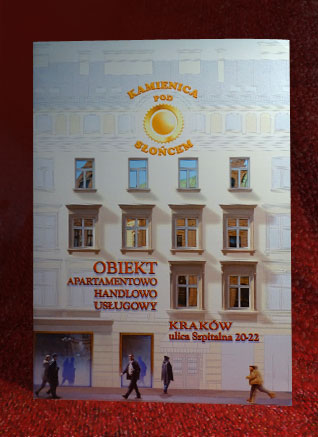 KAMIENICA
POD
SŁOŃCEM
OBIEKT
APARTAMENTOWO
HANDLOWO
USŁUGOWY
KRAKÓW
ulica Szpitalna 20-22